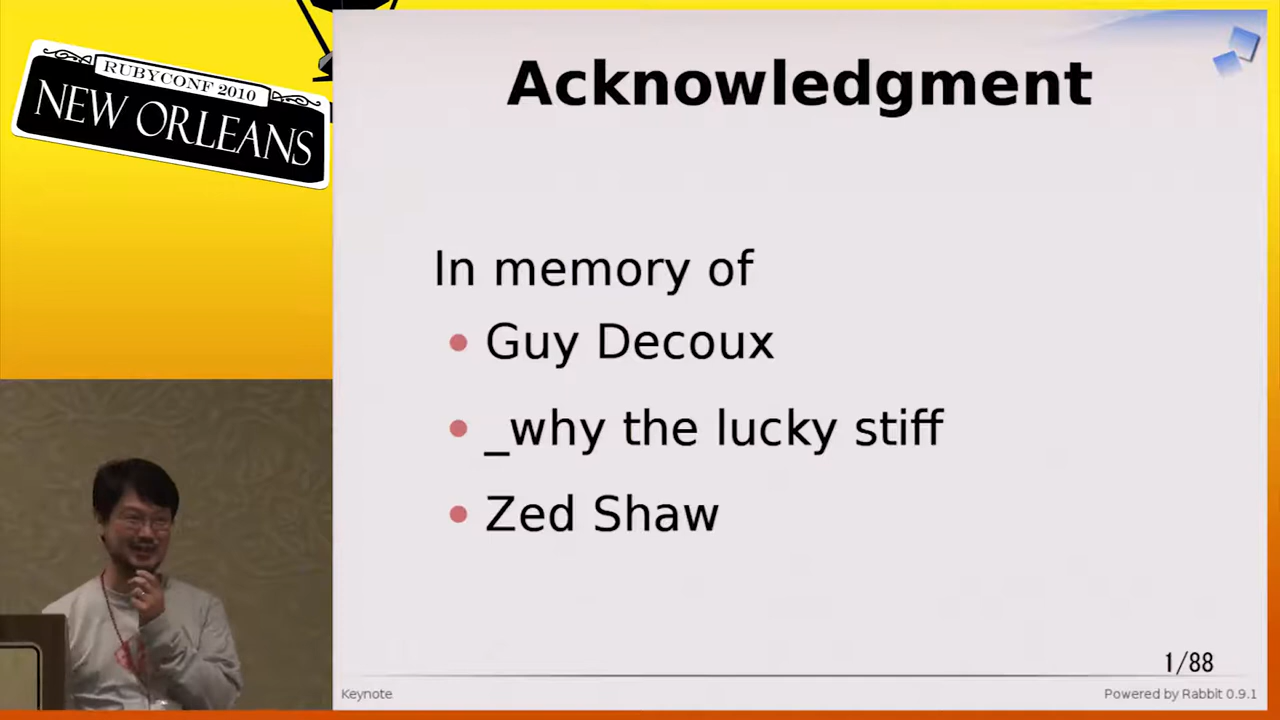 RUBYCONF 2010
NEW ORLEANS
Acknowledgment
In memory of
• Guy Decoux
• _why the lucky stiff
• Zed Shaw
1/88
Keynote
Powered by Rabbit 0.9.1